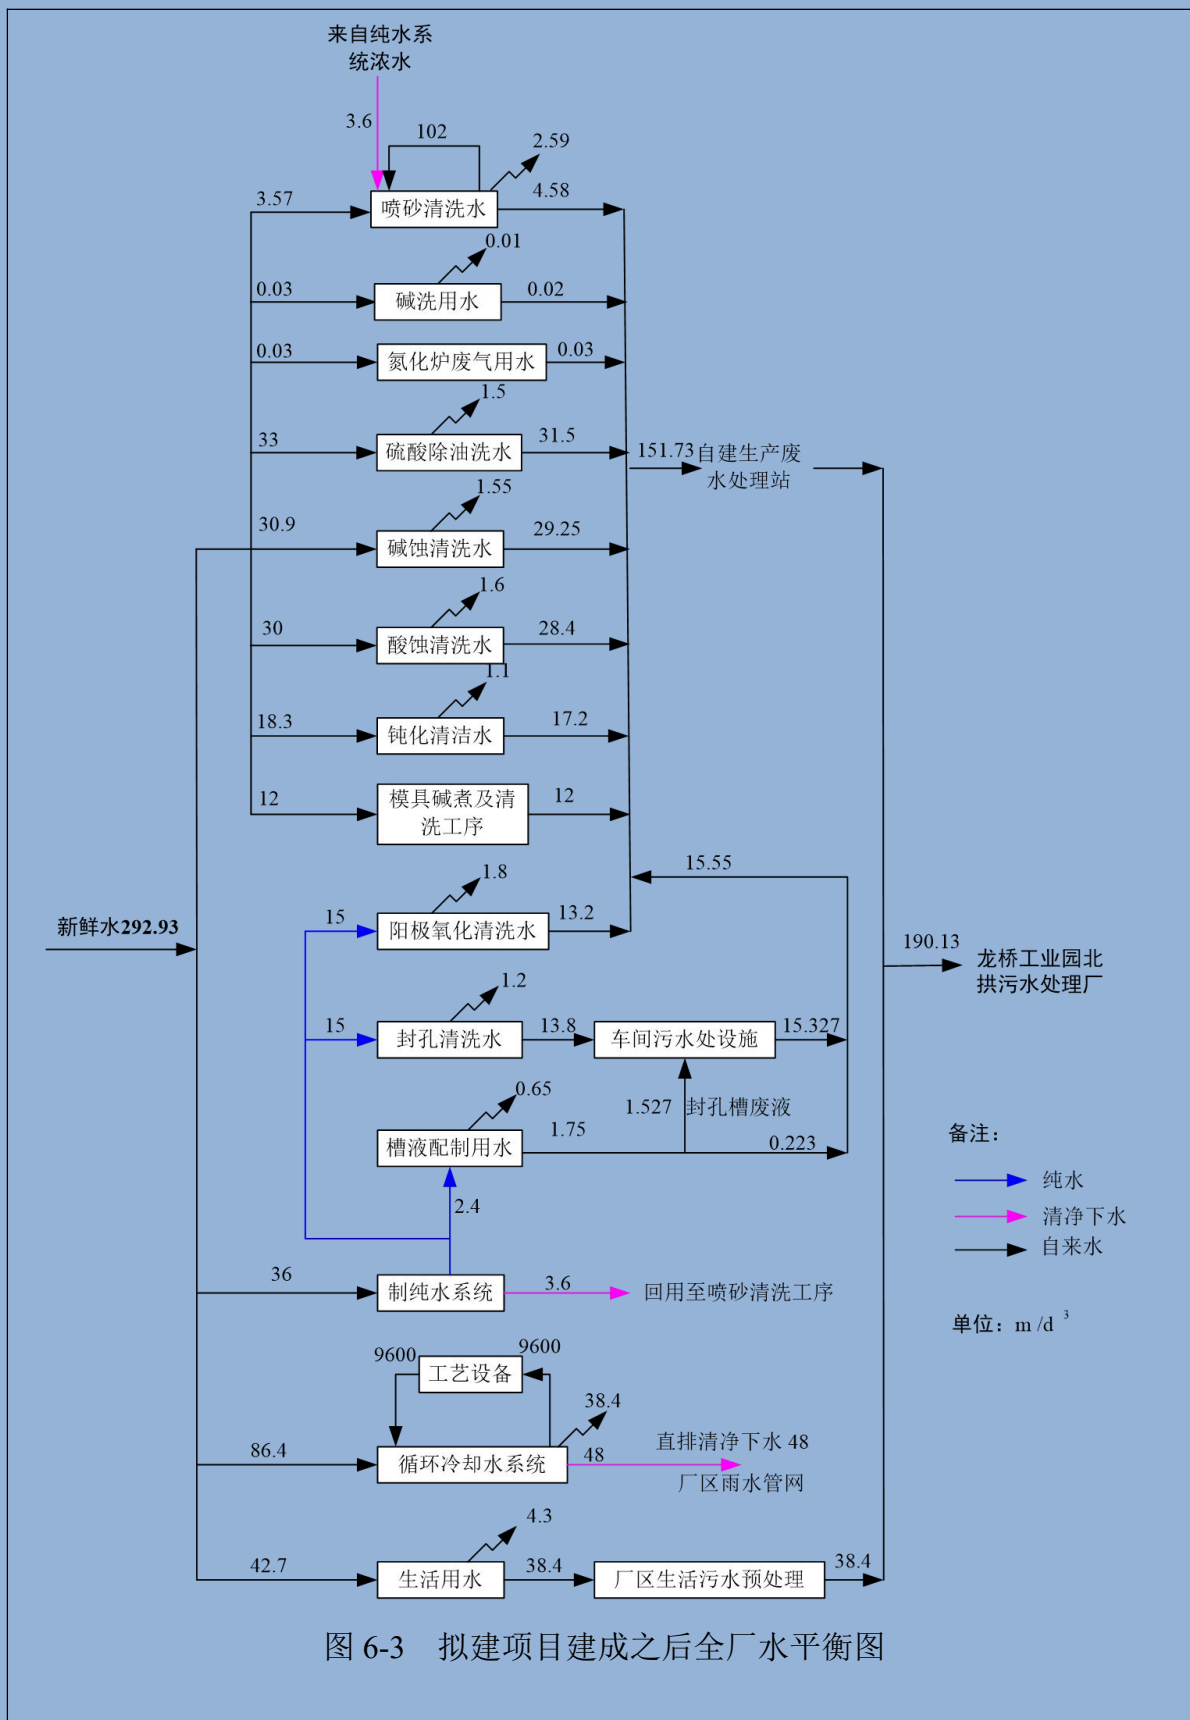 来自纯水系
统浓水
3.6
102
2.59
3.57
喷砂清洗水
4.58
0.01
0.03
碱洗用水
0.02
0.03
氮化炉废气用水
0.03
1.5
33
硫酸除油洗水
31.5
151.73
自建生产废
水处理站
1.55
30.9
碱蚀清洗水
29.25
1.6
30
酸蚀清洗水
28.4
1.1
18.3
钝化清洁水
17.2
12
模具碱煮及清
洗工序
12
15.55
1.8
15
阳极氧化清洗水
13.2
新鲜水292.93
190.13
龙桥工业园北
拱污水处理厂
1.2
15
封孔清洗水
13.8
车间污水处设施
15.327
0.65
1.527
封孔槽废液
槽液配制用水
1.75
0.223
2.4
备注：
纯水
清净下水
自来水
36
制纯水系统
3.6
回用至喷砂清洗工序
单位：m /d 3
9600
工艺设备
9600
38.4
86.4
循环冷却水系统
48
直排清净下水 48
厂区雨水管网
4.3
42.7
生活用水
38.4
厂区生活污水预处理
38.4
图 6-3 拟建项目建成之后全厂水平衡图